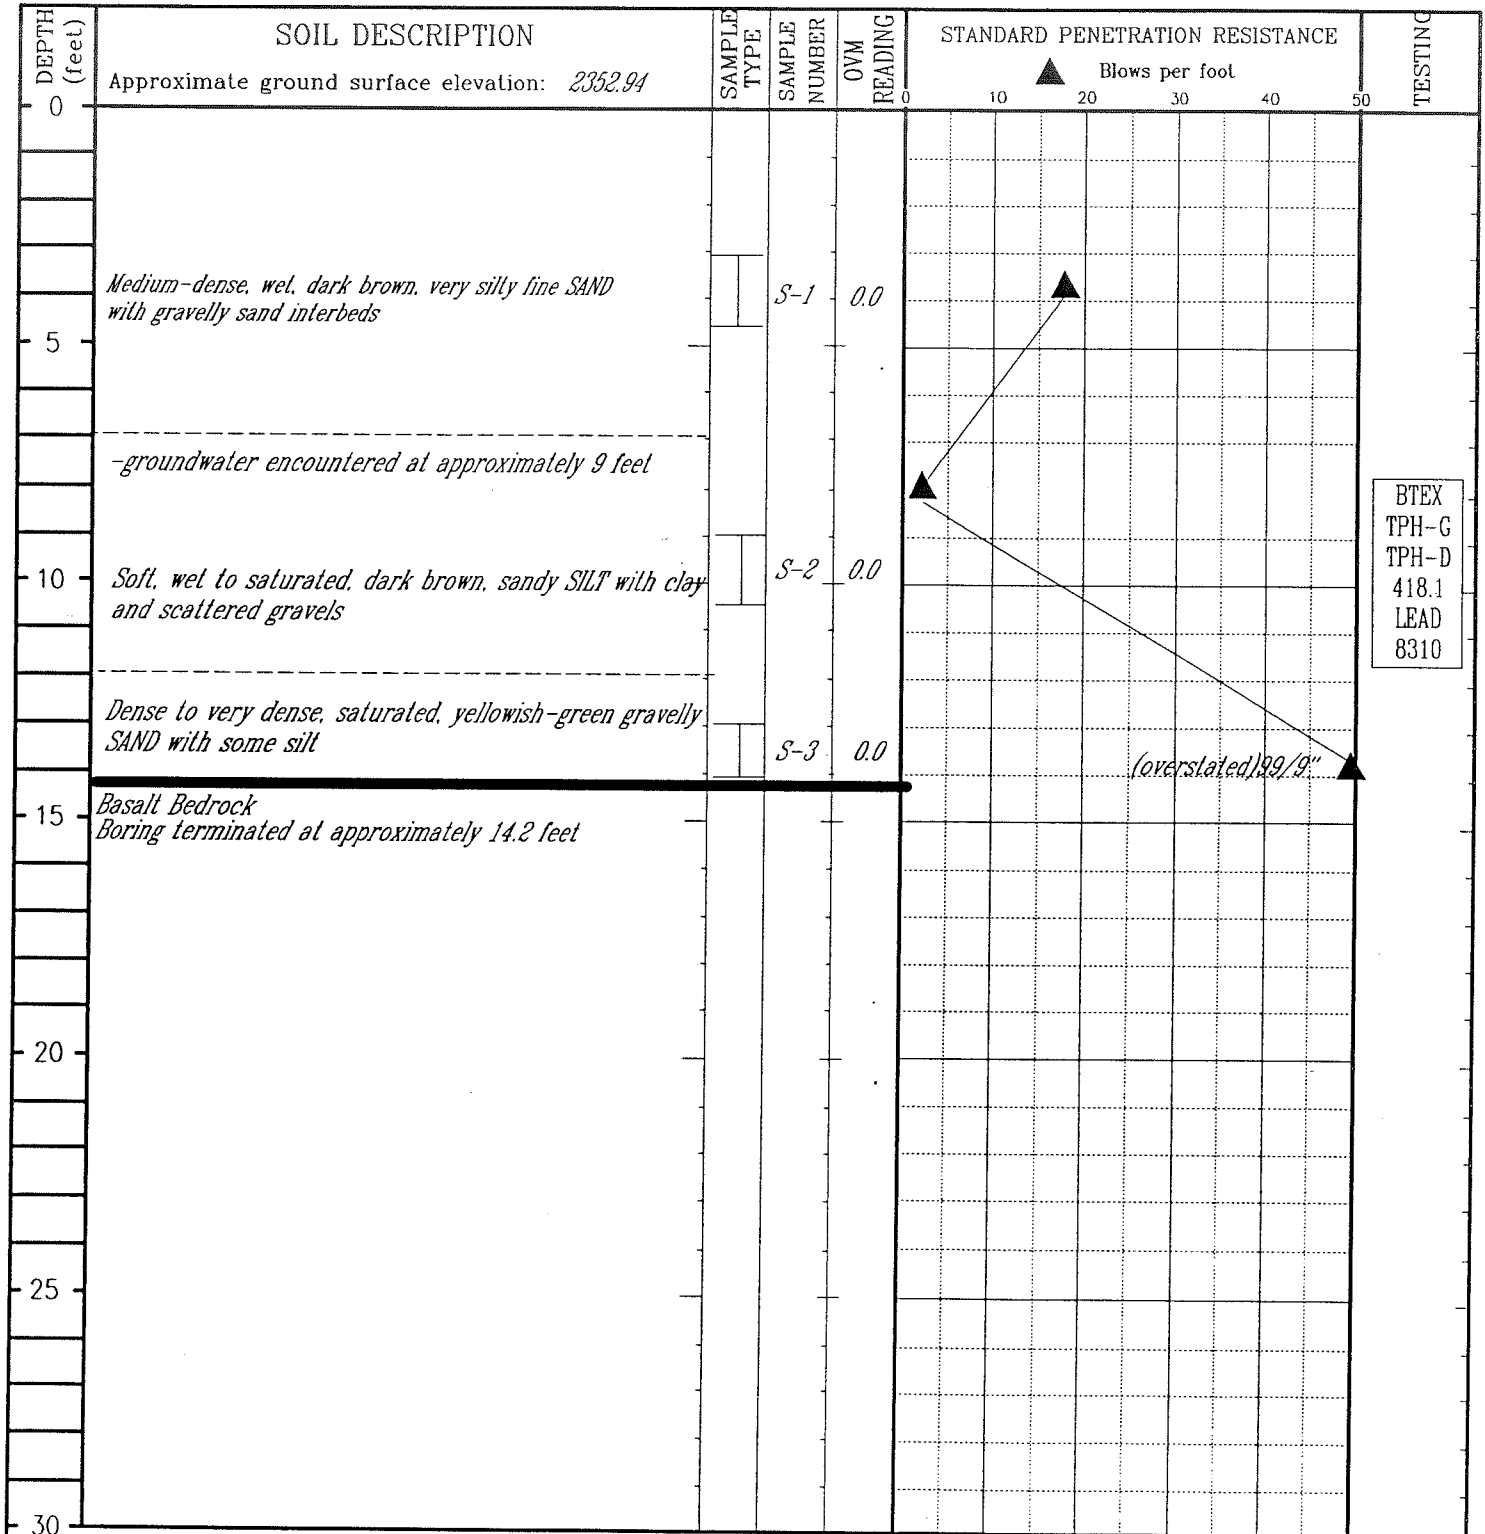 DEPTH
(feet)
SOIL DESCRIPTION
Approximate ground surface elevation: 2352.94
SAMPLE
TYPE
SAMPLE
NUMBER
OVM
READING
STANDARD PENETRATION RESISTANCE
▲ Blows per foot
0 10 20 30 40 50
TESTING
0
Medium-dense, wet, dark brown, very silty fine SAND
with gravelly sand interbeds
S-1 0.0
5
-groundwater encountered at approximately 9 feet
BTEX
TPH-G
TPH-D
418.1
LEAD
8310
10
Soft, wet to saturated, dark brown, sandy SILT with clay
and scattered gravels
S-2 0.0
Dense to very dense, saturated, yellowish-green gravelly
SAND with some silt
S-3 0.0
(overstated)99/9"
15
Basalt Bedrock
Boring terminated at approximately 14.2 feet
20
25
30